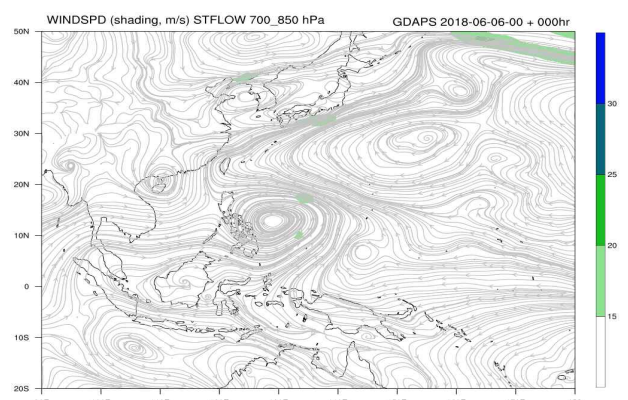 WINDSPD (shading, m/s) STFLOW 700_850 hPa
GDAPS 2018-06-06-00 + 000hr
50N
40N
30N
20N
10N
0
10S
20S
30
25
20
15